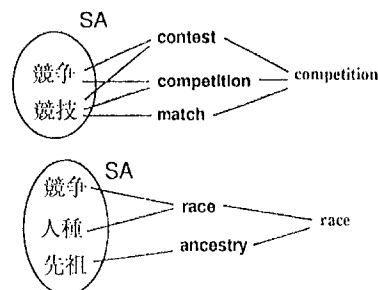 SA
contest
競争
competition
competition
競技
match
SA
競争
race
人種
race
ancestry
先祖